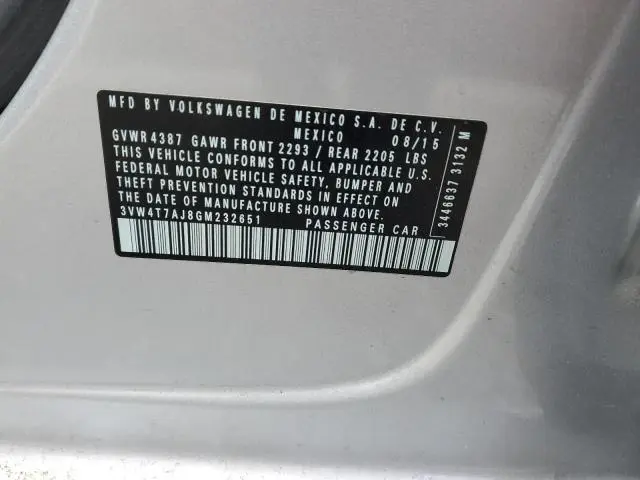 MFD BY VOLKSWAGEN DE MEXICO S.A. DE C.V.
MEXICO 08/15
GVWR 4387 GAWR FRONT 2293 / REAR 2205 LBS
THIS VEHICLE CONFORMS TO ALL APPLICABLE U.S.
FEDERAL MOTOR VEHICLE SAFETY, BUMPER AND
THEFT PREVENTION STANDARDS IN EFFECT ON
THE DATE OF MANUFACTURE SHOWN ABOVE.
3VW4T7AJ8GM232651 PASSENGER CAR
3446637 3132 M